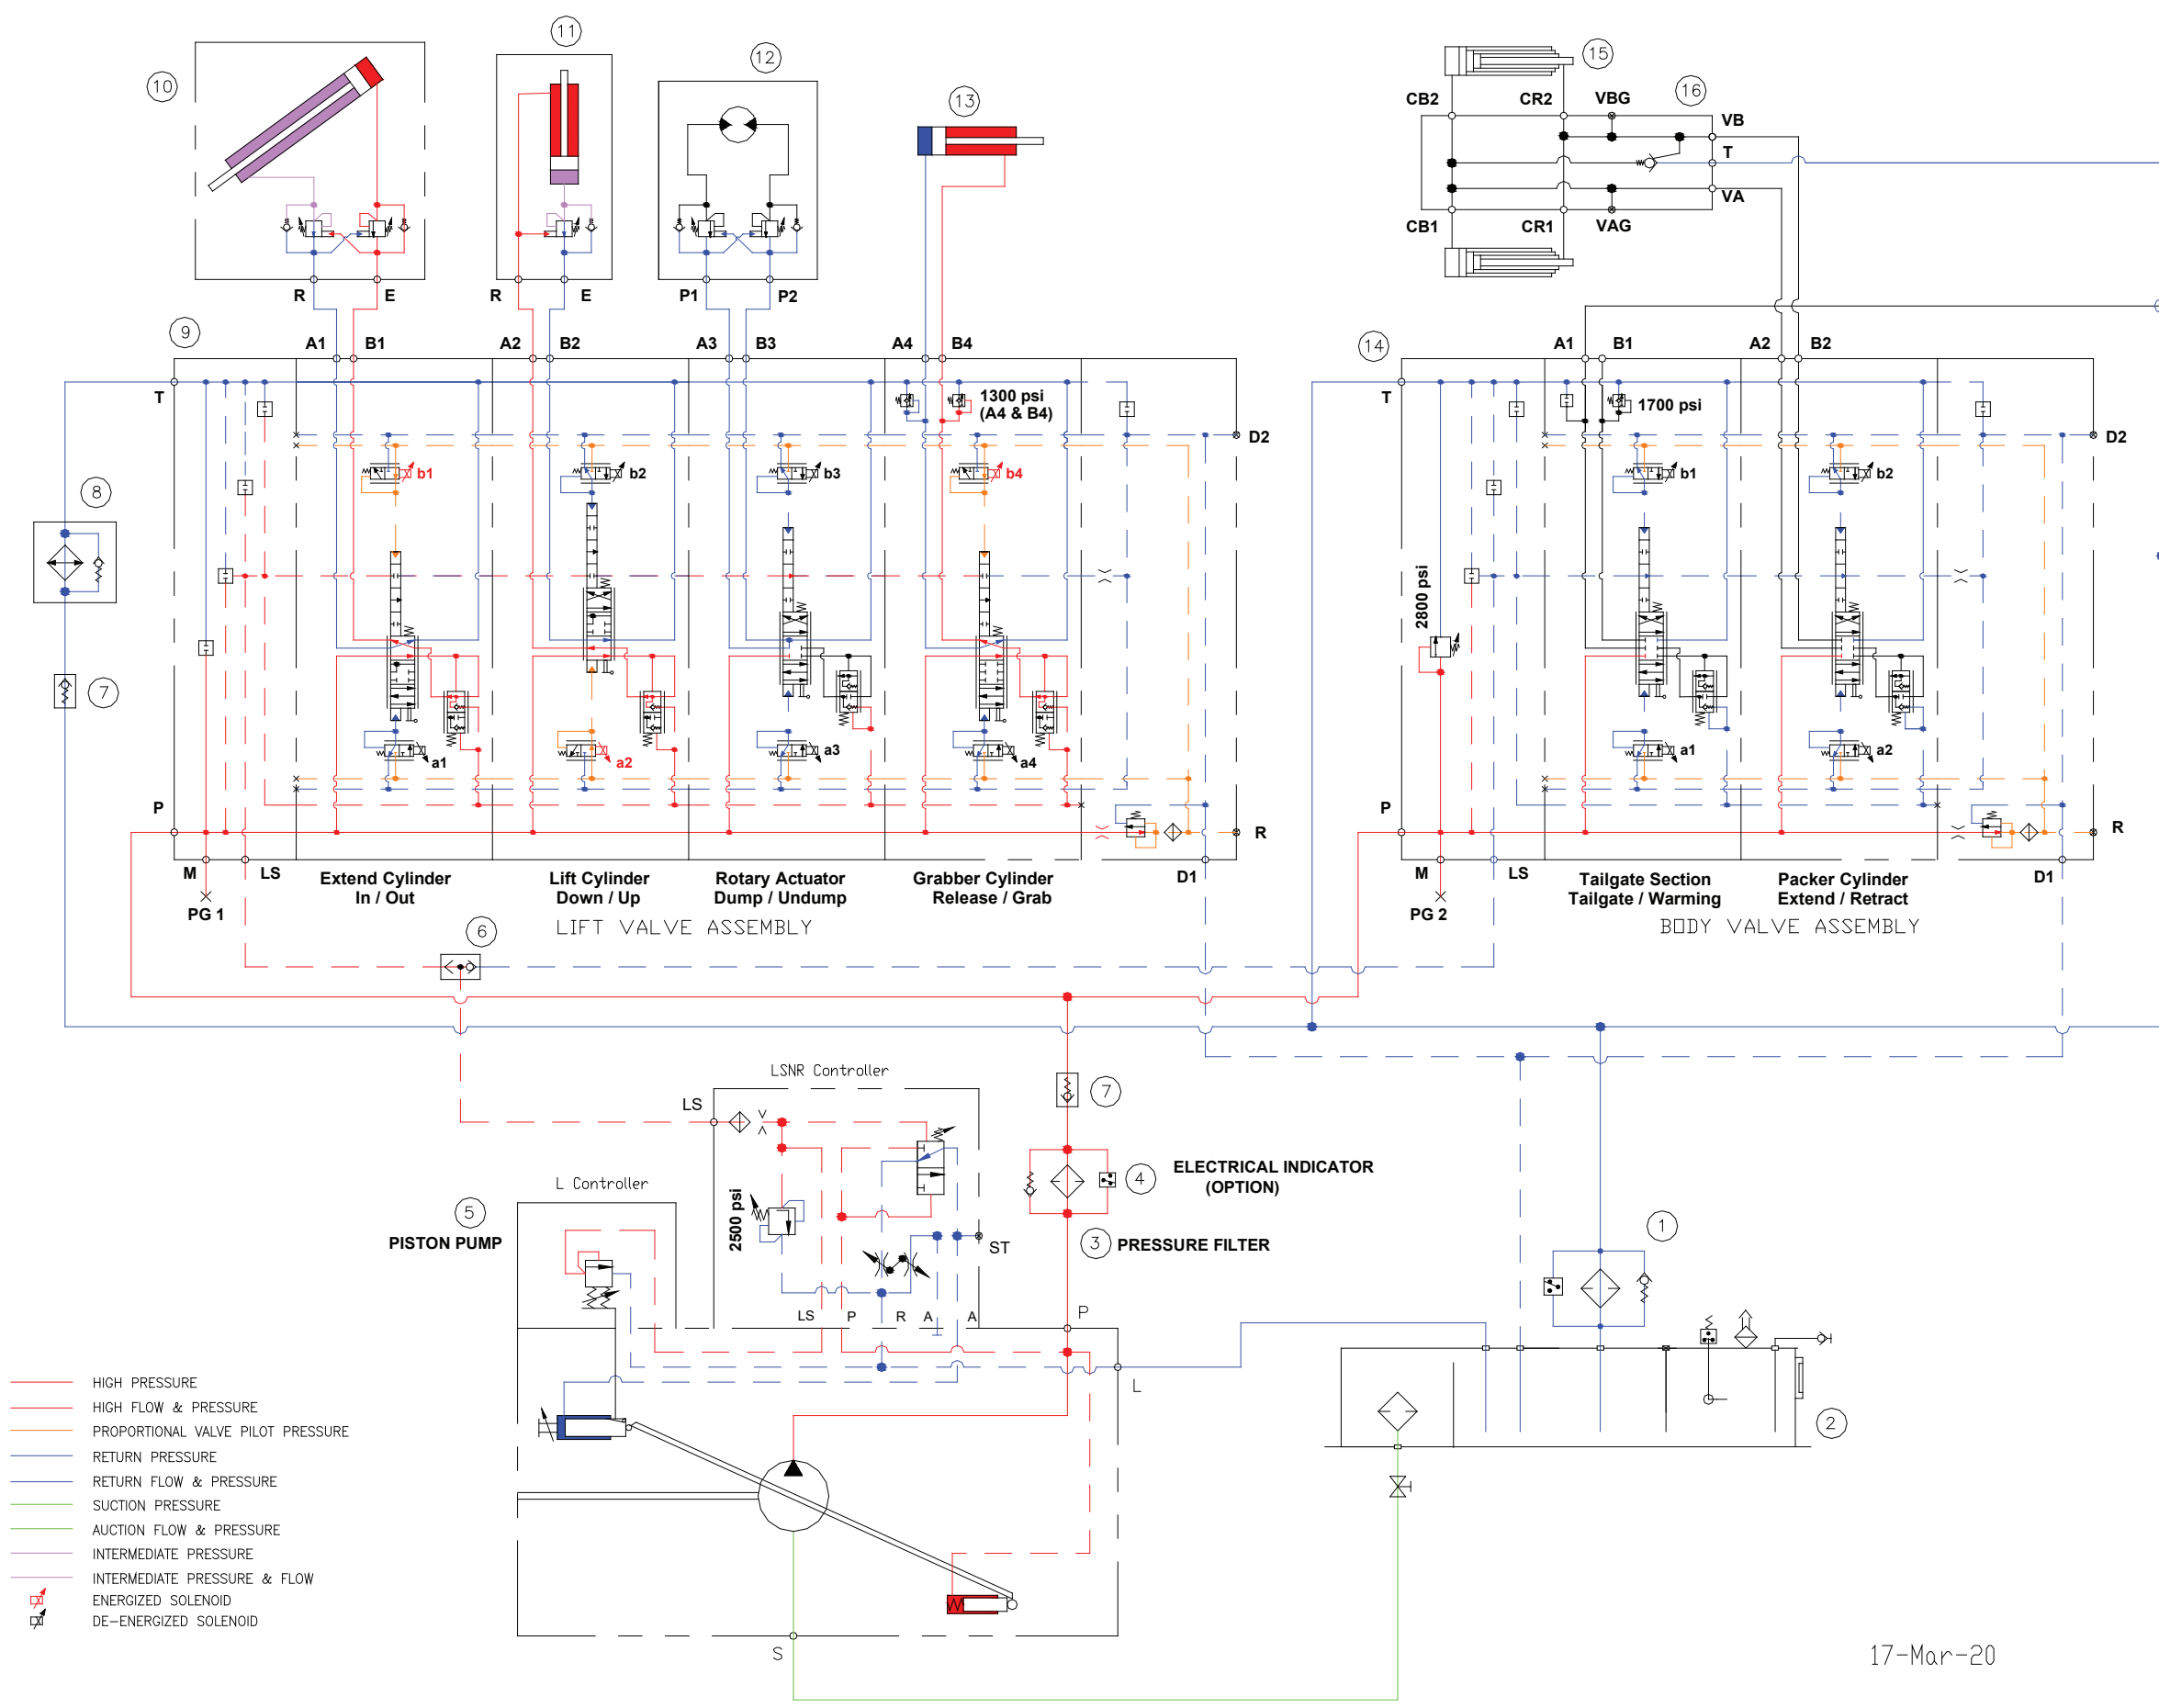 10
11
12
13
15
16
CB2
CR2
VBG
VB
T
VA
CB1
CR1
VAG
R
E
R
E
P1
P2
9
A1
B1
A2
B2
A3
B3
A4
B4
14
A1
B1
A2
B2
T
1300 psi
(A4 & B4)
T
1700 psi
D2
D2
b1
b2
b3
b4
b1
b2
8
2800 psi
7
a1
a2
a3
a4
a1
a2
P
R
P
R
M
LS
D1
M
LS
D1
PG 1
PG 2
Extend Cylinder
In / Out
Lift Cylinder
Down / Up
Rotary Actuator
Dump / Undump
Grabber Cylinder
Release / Grab
Tailgate Section
Tailgate / Warming
Packer Cylinder
Extend / Retract
LIFT VALVE ASSEMBLY
BODY VALVE ASSEMBLY
6
LSNR Controller
LS
7
L Controller
4
ELECTRICAL INDICATOR
(OPTION)
5
PISTON PUMP
2500 psi
ST
3
PRESSURE FILTER
1
LS
P
R
A
A
P
L
2
HIGH PRESSURE
HIGH FLOW & PRESSURE
PROPORTIONAL VALVE PILOT PRESSURE
RETURN PRESSURE
RETURN FLOW & PRESSURE
SUCTION PRESSURE
AUCTION FLOW & PRESSURE
INTERMEDIATE PRESSURE
INTERMEDIATE PRESSURE & FLOW
ENERGIZED SOLENOID
DE-ENERGIZED SOLENOID
S
17-Mar-20